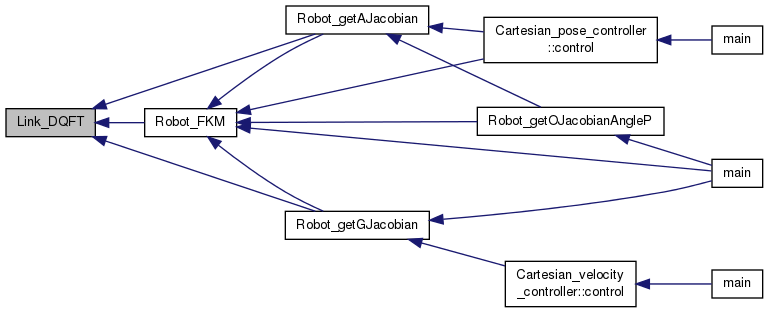 Robot_getAJacobian
Cartesian_pose_controller
::control
main
Link_DQFT
Robot_FKM
Robot_getOJacobianAngleP
main
Robot_getGJacobian
Cartesian_velocity
_controller::control
main